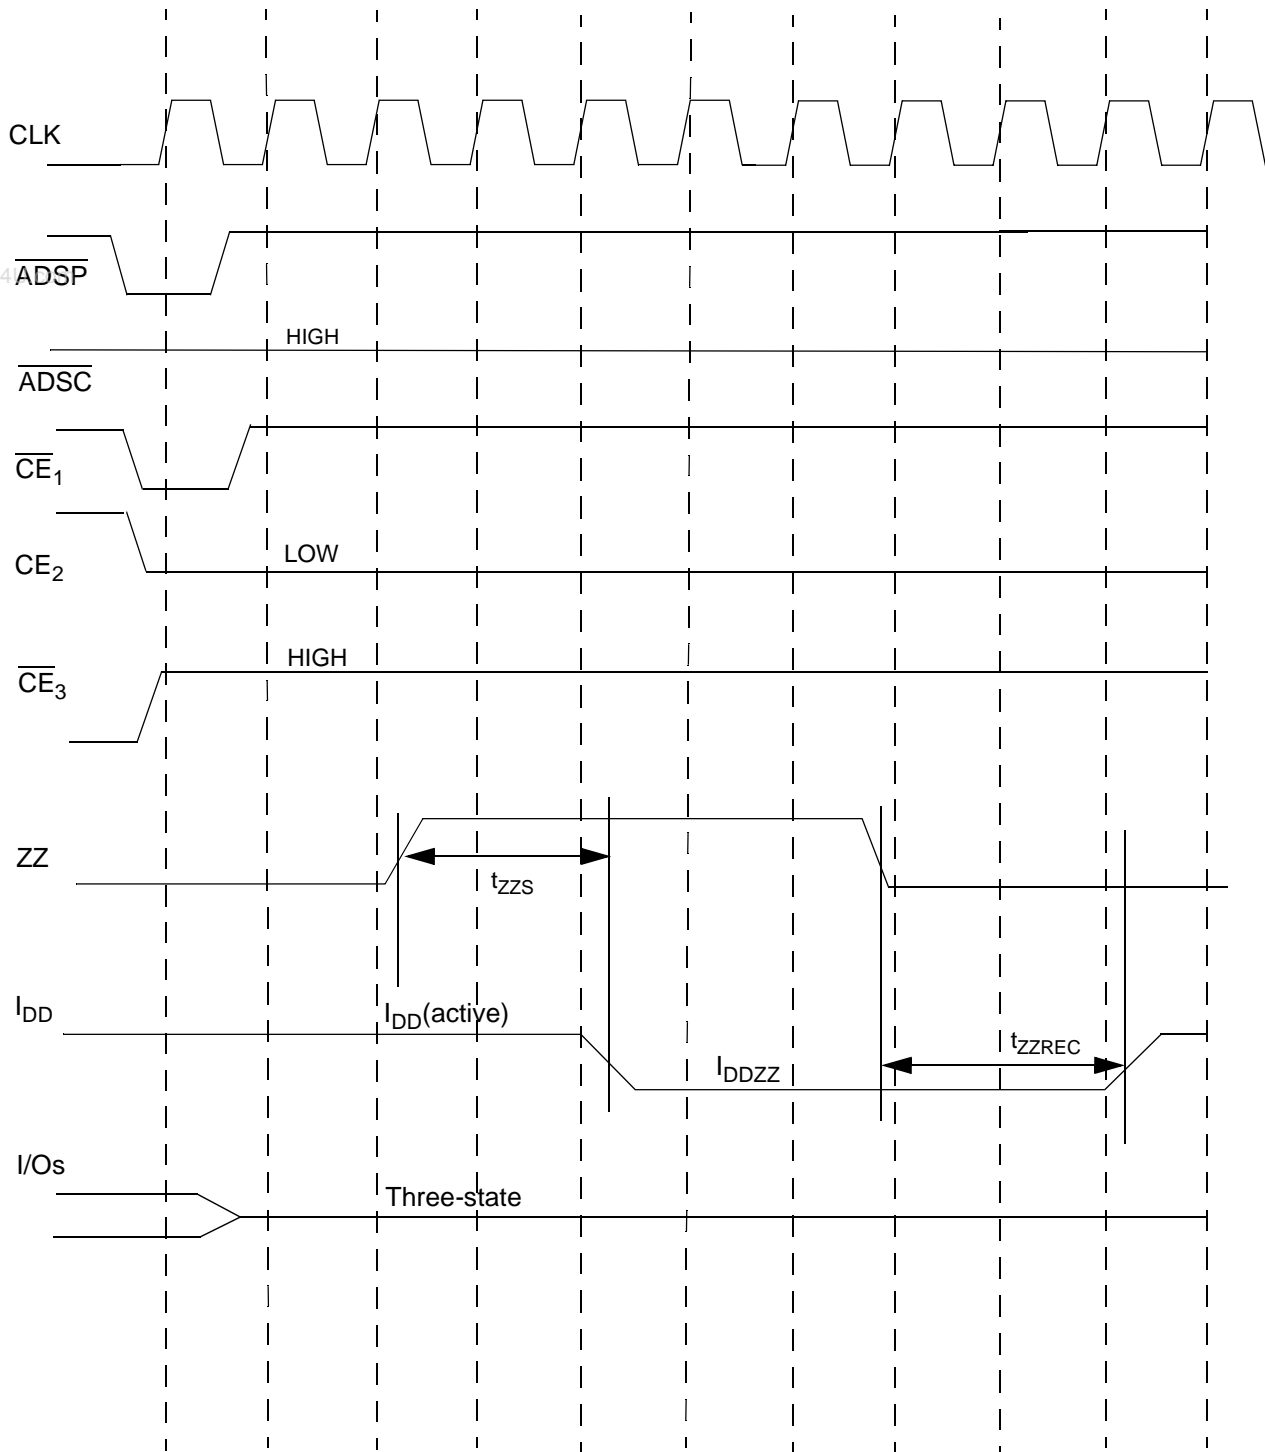 CLK
ADSP
HIGH
ADSC
CE1
LOW
CE2
HIGH
CE3
ZZ
tZZS
IDD
IDD(active)
tZZREC
IDDZZ
I/Os
Three-state